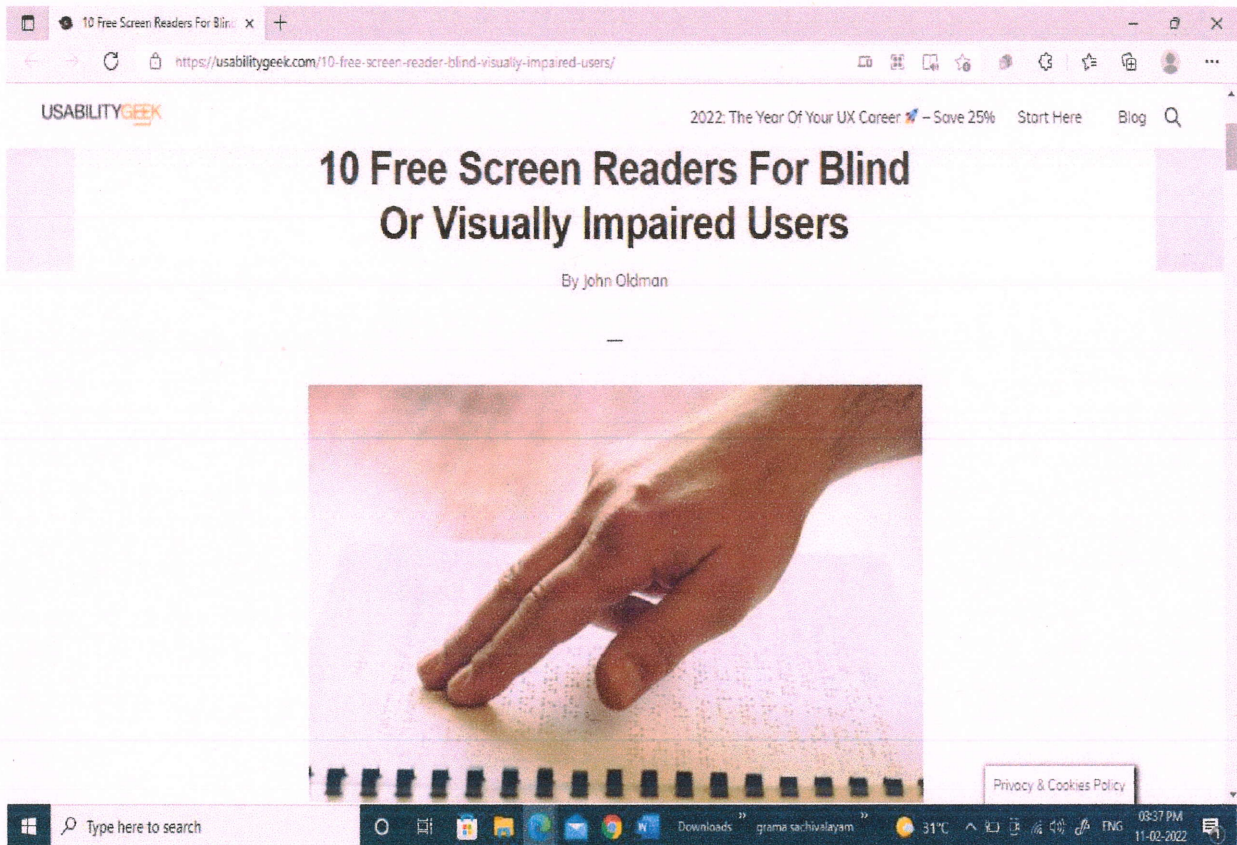 10 Free Screen Readers For Blin
https://usabilitygeek.com/10-free-screen-reader-blind-visually-impaired-users/
USABILITYGEEK
2022: The Year Of Your UX Career 🚀 – Save 25% Start Here Blog
10 Free Screen Readers For Blind
Or Visually Impaired Users
By John Oldman
Privacy & Cookies Policy
Type here to search
Downloads
grama sachivalayam
31°C
ENG
03:37 PM
11-02-2022